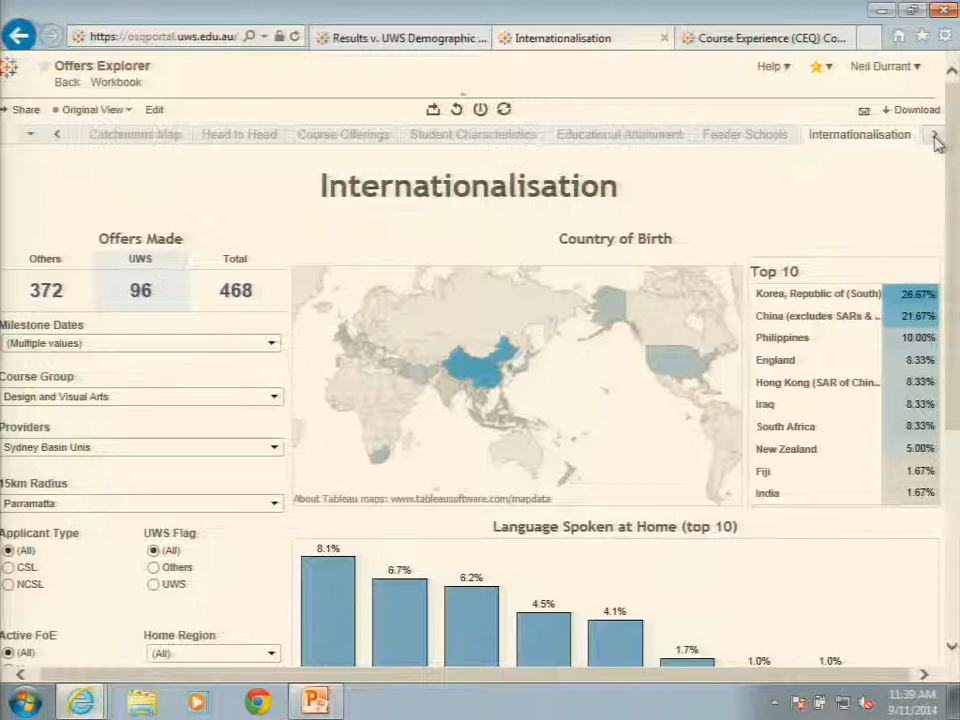 https://osqportal.uws.edu.au/
Results v. UWS Demographic ...
Internationalisation
Course Experience (CEQ) Co...
Offers Explorer
Back Workbook
Help
Neil Durrant
Share
Original View
Edit
Download
Catchments Map
Head to Head
Course Offerings
Student Characteristics
Educational Attainment
Feeder Schools
Internationalisation
Internationalisation
Offers Made
Others UWS Total
372 96 468
Milestone Dates
(Multiple values)
Course Group
Design and Visual Arts
Providers
Sydney Basin Unis
15km Radius
Parramatta
Applicant Type
(All)
CSL
NCSL
UWS Flag
(All)
Others
UWS
Active FoE
(All)
Home Region
(All)
Country of Birth
About Tableau maps: www.tableausoftware.com/mapdata
Top 10
Korea, Republic of (South) 26.67%
China (excludes SARs & .. 21.67%
Philippines 10.00%
England 8.33%
Hong Kong (SAR of Chin.. 8.33%
Iraq 8.33%
South Africa 8.33%
New Zealand 5.00%
Fiji 1.67%
India 1.67%
Language Spoken at Home (top 10)
8.1%
6.7%
6.2%
4.5%
4.1%
1.7%
1.0%
1.0%
11:39 AM
9/11/2014